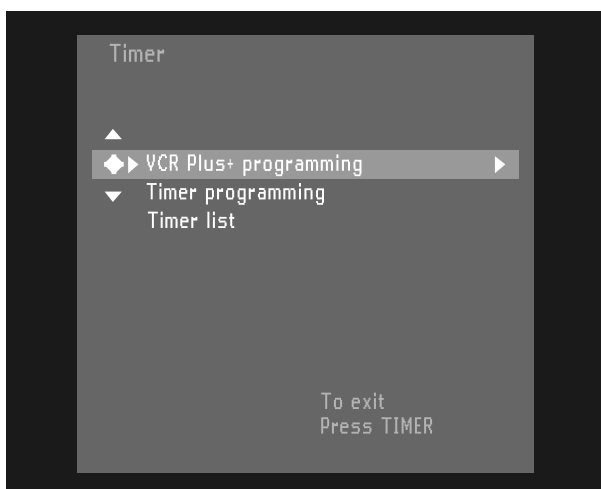 Timer
VCR Plus+ programming
Timer programming
Timer list
To exit
Press TIMER